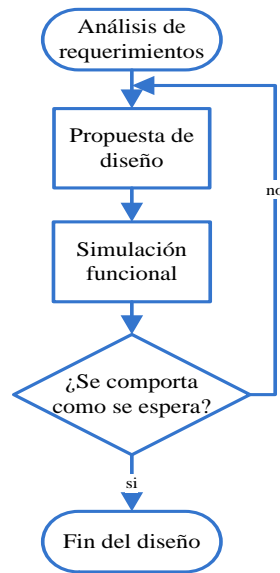 Análisis de
requerimientos
Propuesta de
diseño
no
Simulación
funcional
¿Se comporta
como se espera?
si
Fin del diseño